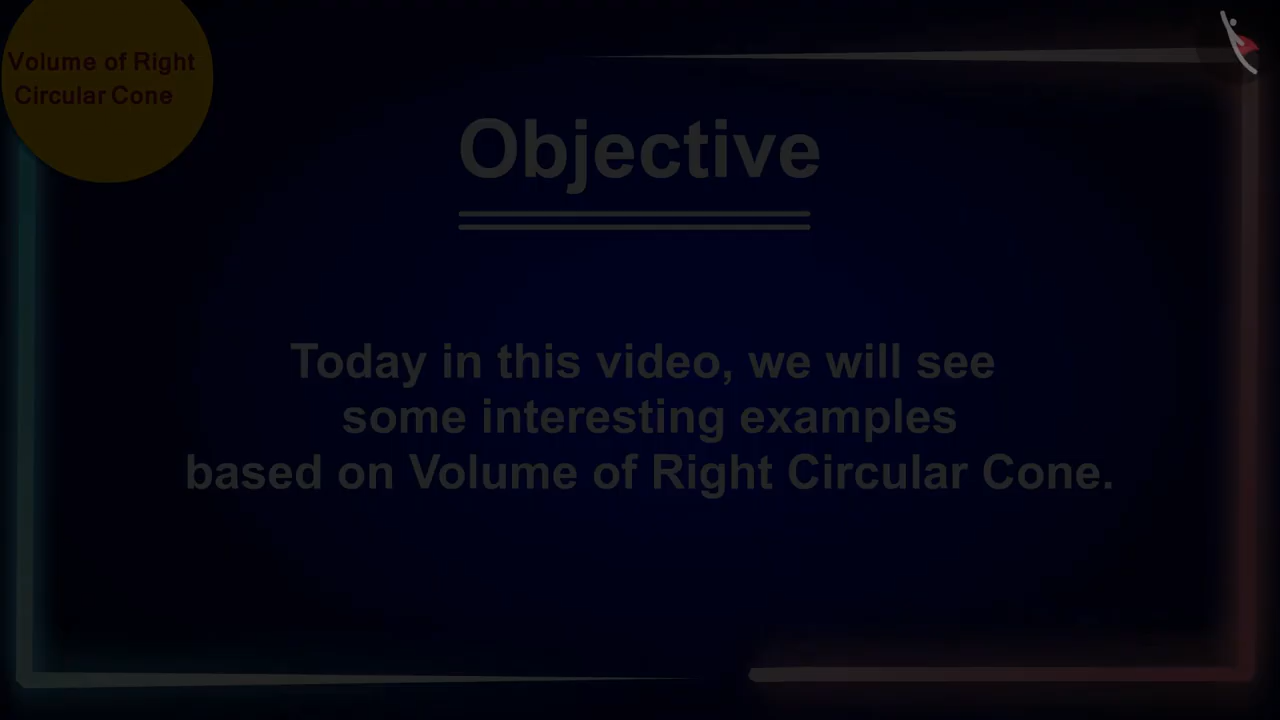 Volume of Right
Circular Cone
Objective
Today in this video, we will see
some interesting examples
based on Volume of Right Circular Cone.